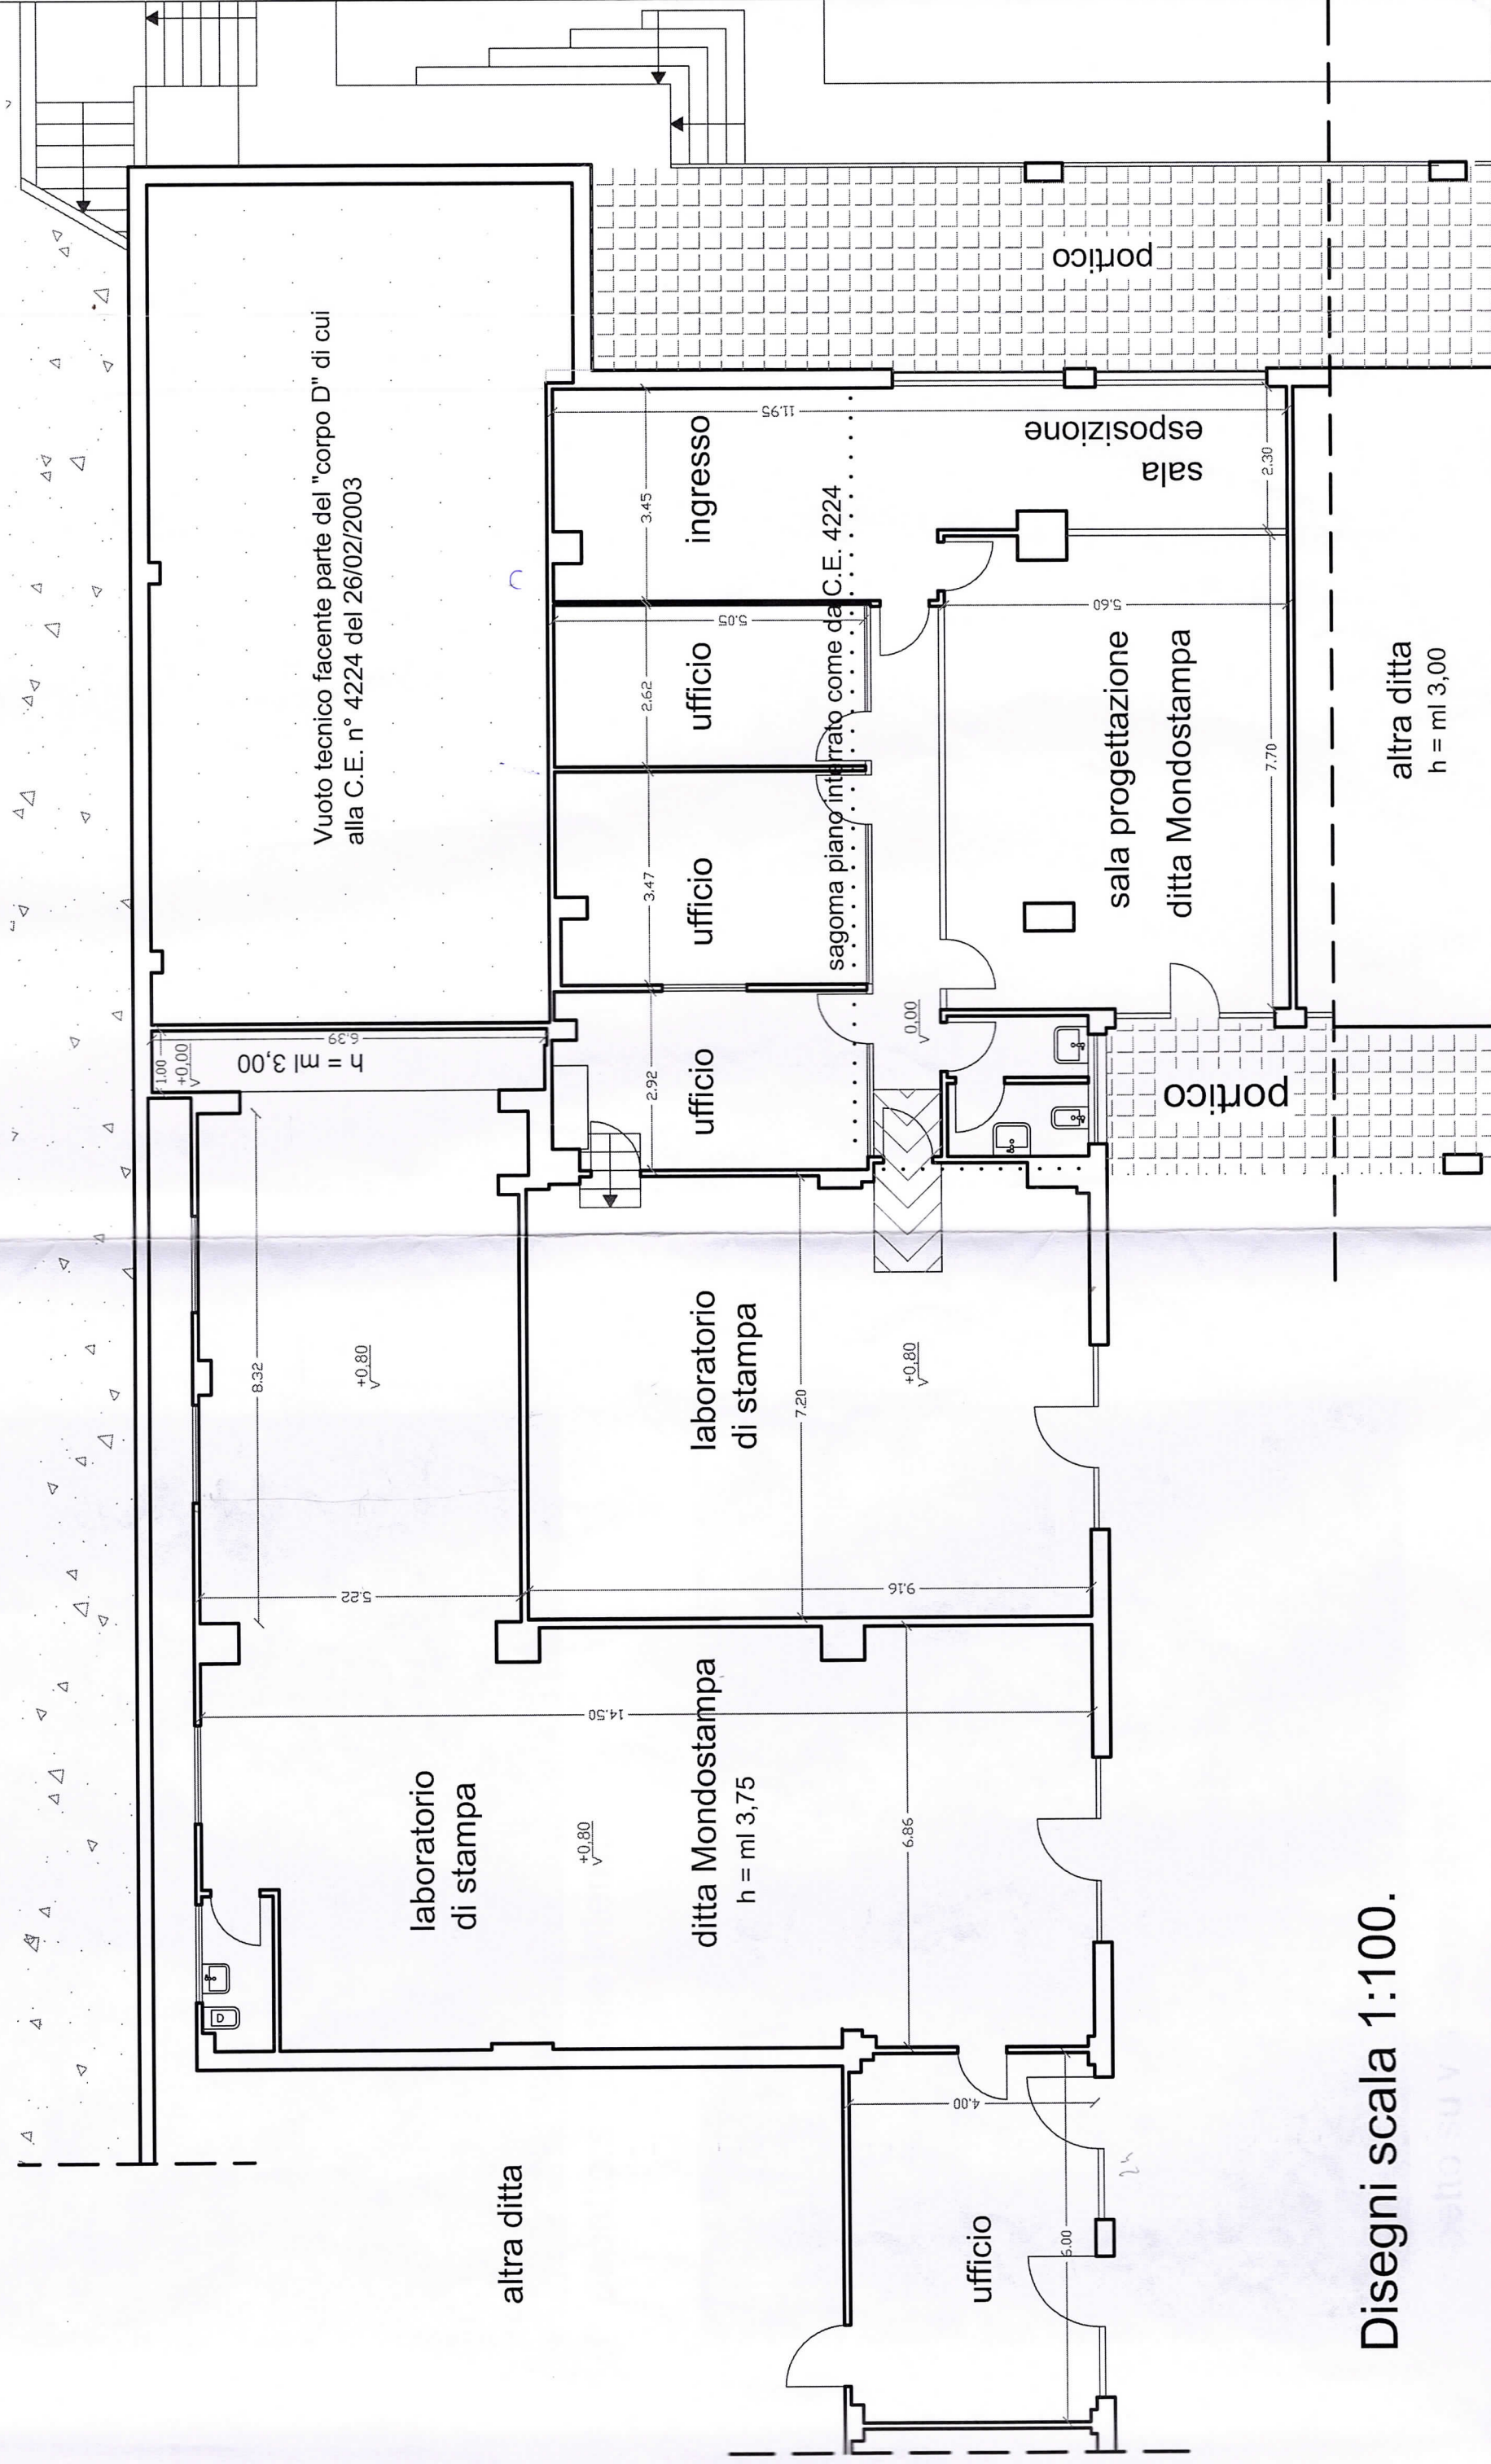 Vuoto tecnico facente parte del "corpo D" di cui
alla C.E. n° 4224 del 26/02/2003
portico
11.95
3.45
ingresso
sala
esposizione
2.30
sagoma piano interrato come da C.E. 4224
5.05
2.62
ufficio
5.60
sala progettazione
ditta Mondostampa
7.70
altra ditta
h = ml 3,00
3.47
ufficio
1.00
+0,00
6.39
h = ml 3,00
2.92
ufficio
0,00
portico
8.32
+0,80
5.22
laboratorio
di stampa
7.20
+0,80
9.16
14.50
laboratorio
di stampa
+0,80
ditta Mondostampa
h = ml 3,75
6.86
altra ditta
4.00
ufficio
6.00
Disegni scala 1:100.